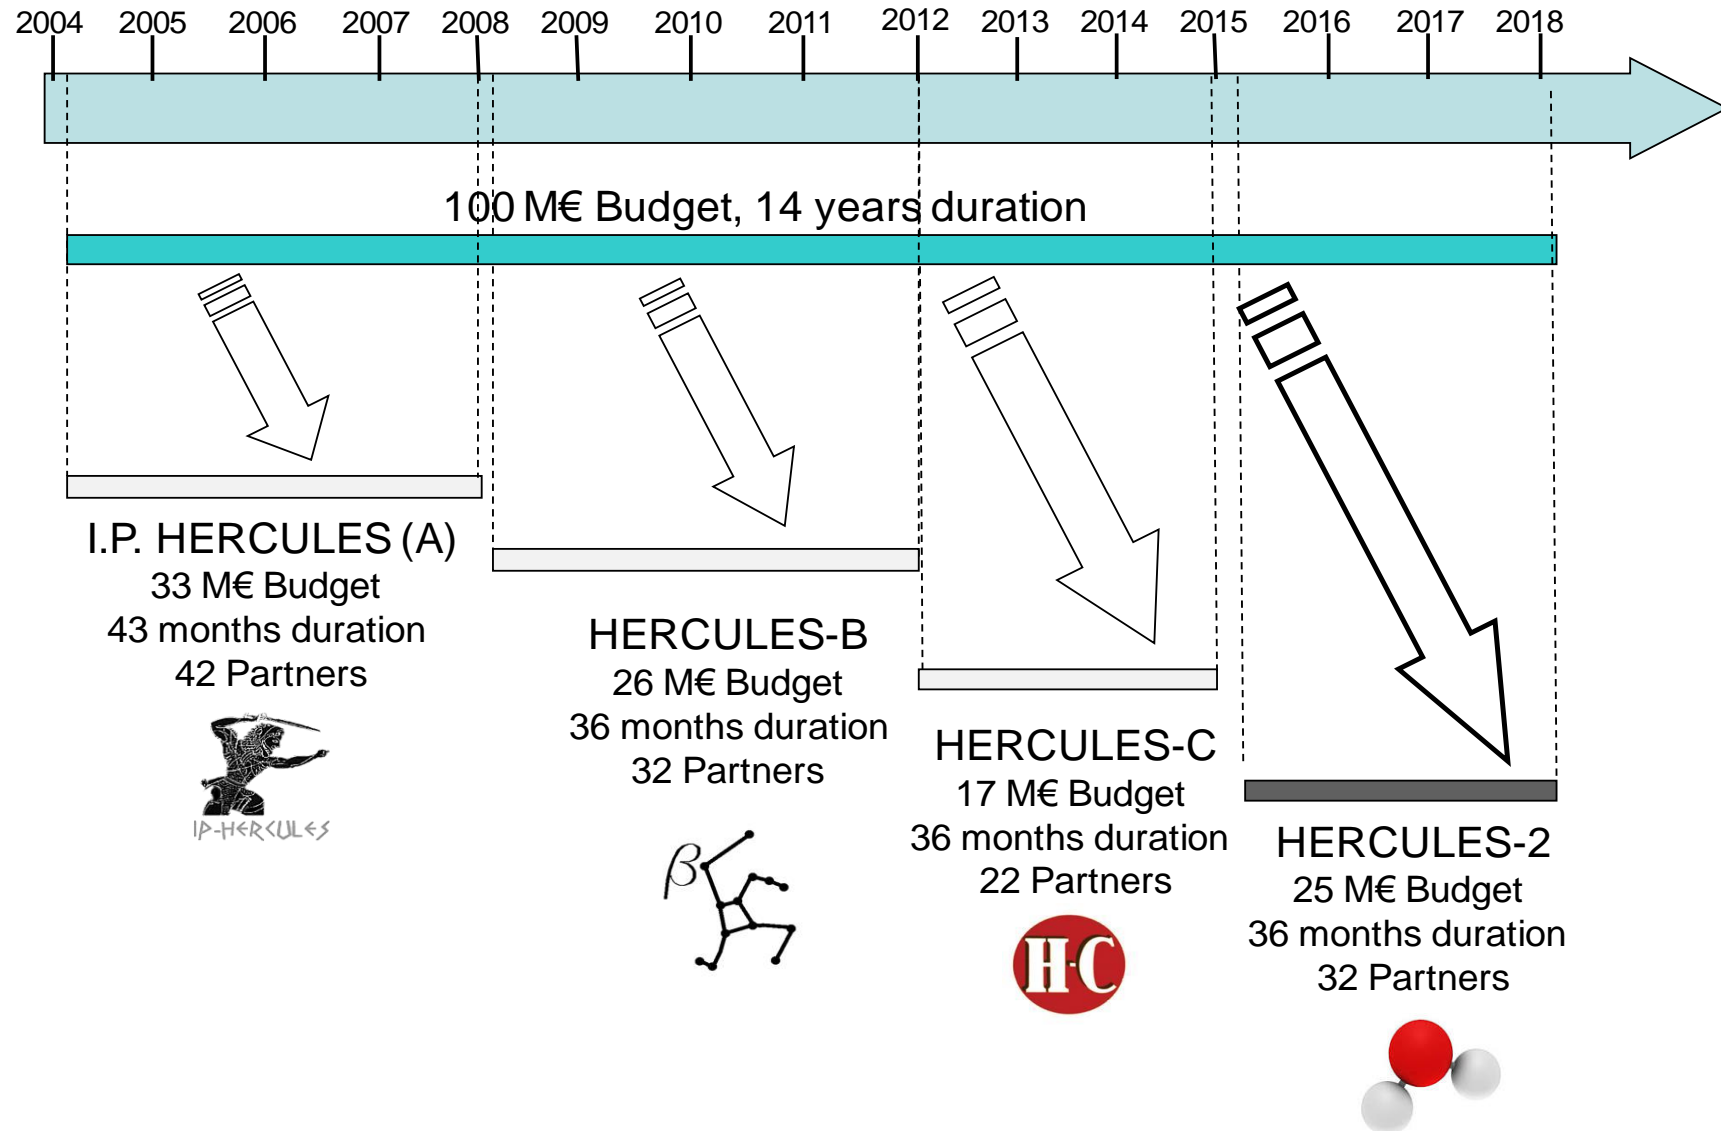 2004 2005 2006 2007 2008 2009 2010 2011 2012 2013 2014 2015 2016 2017 2018
100 M€ Budget, 14 years duration
I.P. HERCULES (A)
33 M€ Budget
43 months duration
42 Partners
IP-HERCULES
HERCULES-B
26 M€ Budget
36 months duration
32 Partners
β
HERCULES-C
17 M€ Budget
36 months duration
22 Partners
H-C
HERCULES-2
25 M€ Budget
36 months duration
32 Partners